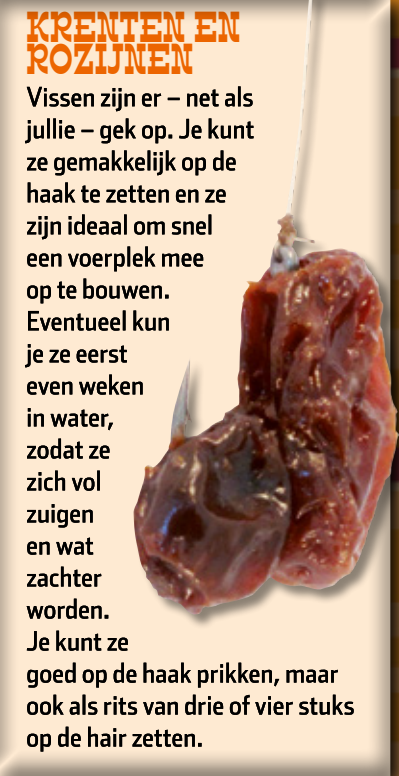 KRENTEN EN
ROZIJNEN
Vissen zijn er – net als
jullie – gek op. Je kunt
ze gemakkelijk op de
haak te zetten en ze
zijn ideaal om snel
een voerplek mee
op te bouwen.
Eventueel kun
je ze eerst
even weken
in water,
zodat ze
zich vol
zuigen
en wat
zachter
worden.
Je kunt ze
goed op de haak prikken, maar
ook als rits van drie of vier stuks
op de hair zetten.